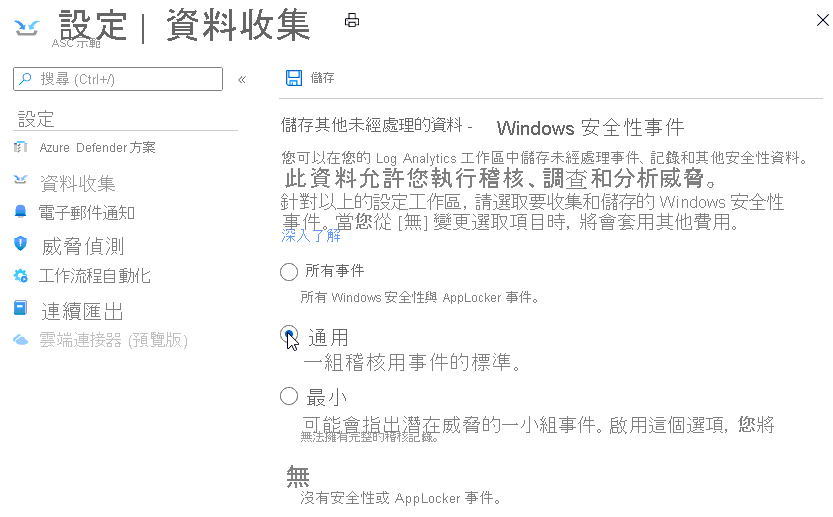 設定 | 資料收集
ASC 示範
搜尋 (Ctrl+/)
«
設定
Azure Defender 方案
資料收集
電子郵件通知
威脅偵測
工作流程自動化
連續匯出
雲端連接器 (預覽版)
儲存
儲存其他未經處理的資料 - Windows 安全性事件
您可以在您的 Log Analytics 工作區中儲存未經處理事件、記錄和其他安全性資料。
此資料允許您執行稽核、調查和分析威脅。
針對以上的設定工作區，請選取要收集和儲存的 Windows 安全性
事件。當您從 [無] 變更選取項目時，將會套用其他費用。
深入了解
所有事件
所有 Windows 安全性與 AppLocker 事件。
通用
一組稽核用事件的標準。
最小
可能會指出潛在威脅的一小組事件。啟用這個選項，您將
無法擁有完整的稽核記錄。
無
沒有安全性或 AppLocker 事件。